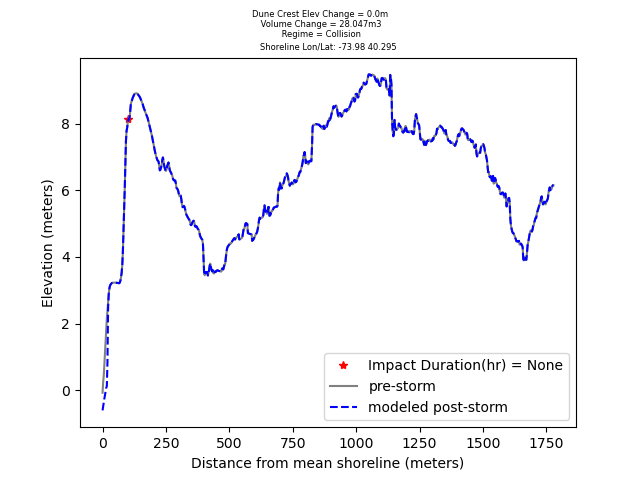 Dune Crest Elev Change = 0.0m
Volume Change = 28.047m3
Regime = Collision
Shoreline Lon/Lat: -73.98 40.295
Elevation (meters)
8
6
4
2
0
Impact Duration(hr) = None
pre-storm
modeled post-storm
0 250 500 750 1000 1250 1500 1750
Distance from mean shoreline (meters)